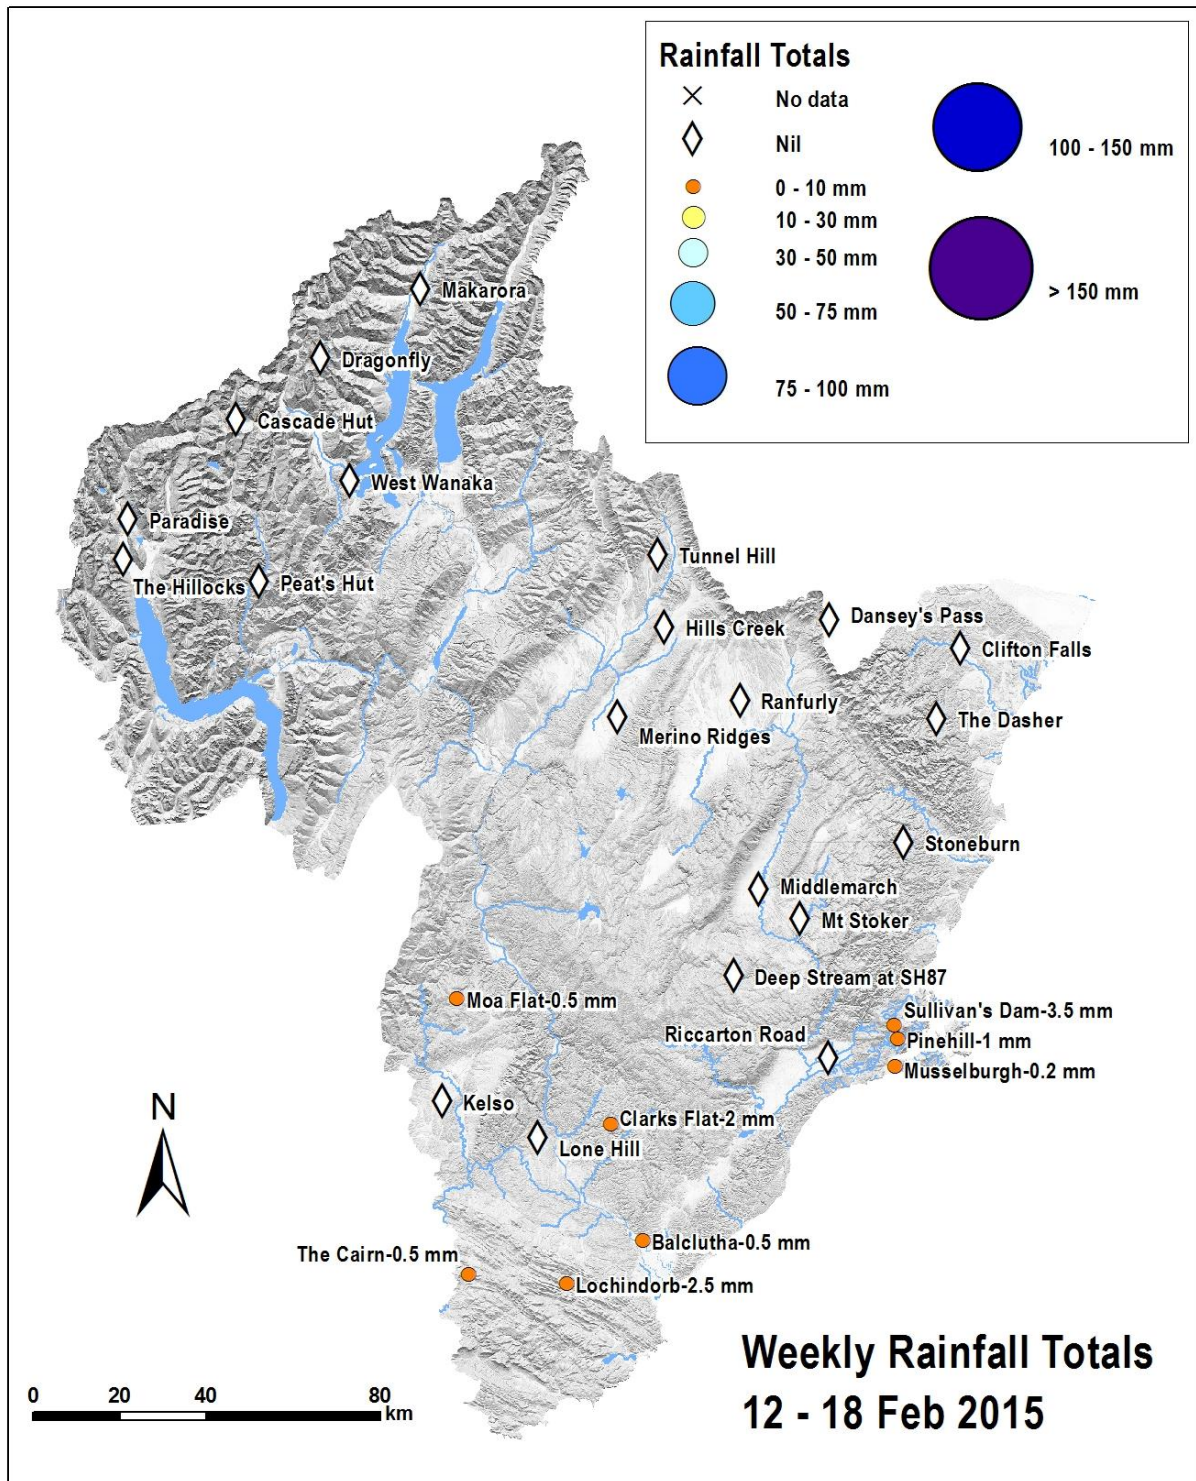 Rainfall Totals
No data
Nil
0 - 10 mm
10 - 30 mm
30 - 50 mm
50 - 75 mm
75 - 100 mm
100 - 150 mm
> 150 mm
Makarora
Dragonfly
Cascade Hut
West Wanaka
Paradise
The Hillocks
Peat's Hut
Tunnel Hill
Hills Creek
Dansey's Pass
Clifton Falls
Ranfurly
The Dasher
Merino Ridges
Stoneburn
Middlemarch
Mt Stoker
Deep Stream at SH87
Moa Flat-0.5 mm
Sullivan's Dam-3.5 mm
Riccarton Road
Pinehill-1 mm
Musselburgh-0.2 mm
Kelso
Clarks Flat-2 mm
Lone Hill
Balclutha-0.5 mm
The Cairn-0.5 mm
Lochindorb-2.5 mm
N
0 20 40 80
km
Weekly Rainfall Totals
12 - 18 Feb 2015